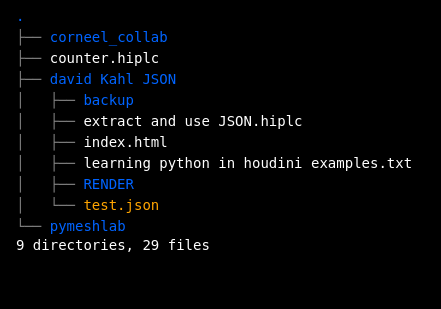 .
├── corneel_collab
├── counter.hiplc
├── david Kahl JSON
│   ├── backup
│   ├── extract and use JSON.hiplc
│   ├── index.html
│   ├── learning python in houdini examples.txt
│   ├── RENDER
│   └── test.json
└── pymeshlab
9 directories, 29 files